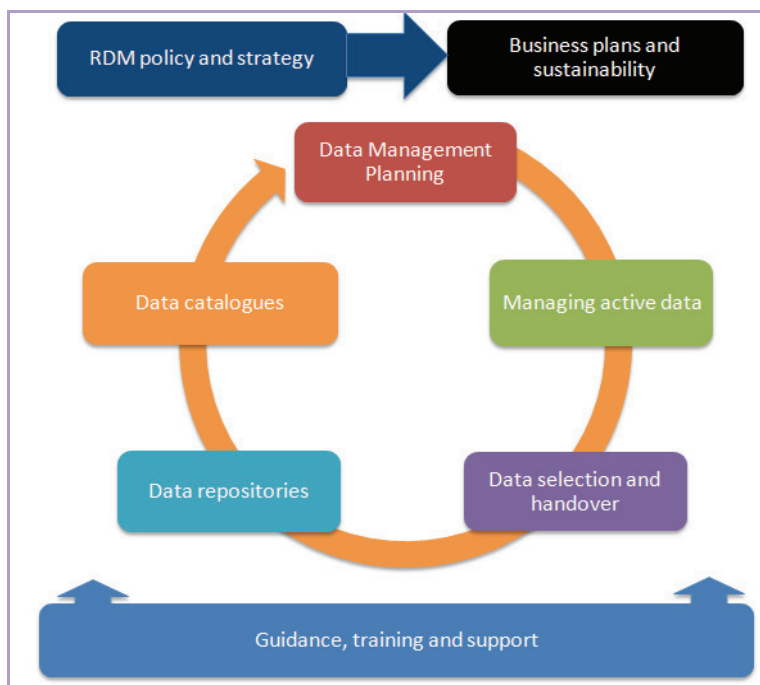 RDM policy and strategy
Business plans and
sustainability
Data Management
Planning
Data catalogues
Managing active data
Data repositories
Data selection and
handover
Guidance, training and support